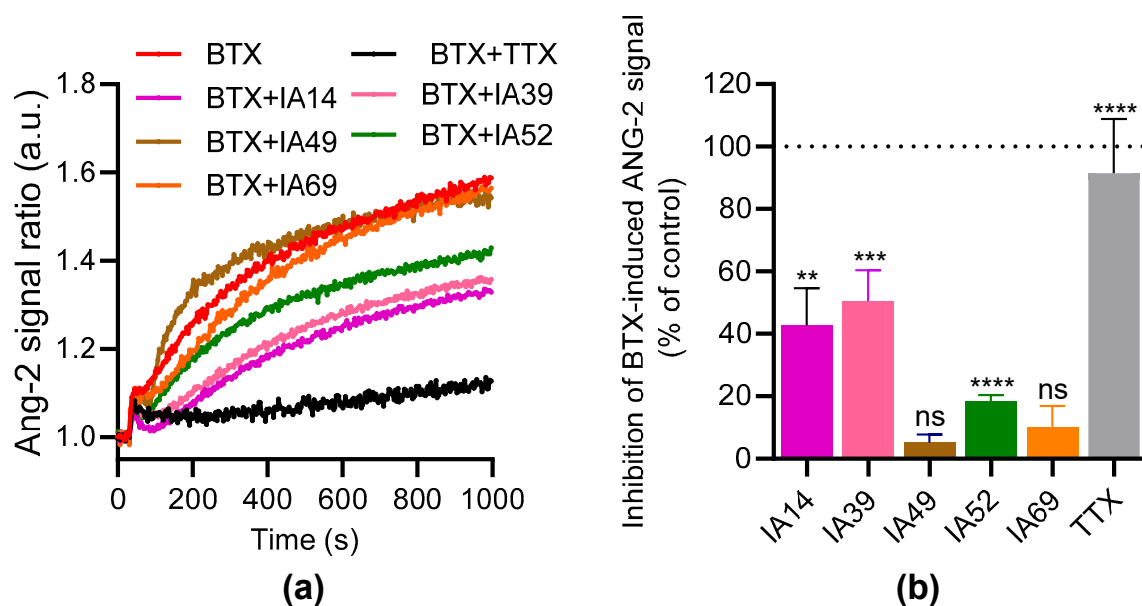 BTX
BTX+TTX
BTX+IA14
BTX+IA39
BTX+IA49
BTX+IA52
BTX+IA69
Ang-2 signal ratio (a.u.)
1.8
1.6
1.4
1.2
1.0
0 200 400 600 800 1000
Time (s)
(a)
Inhibition of BTX-induced ANG-2 signal
(% of control)
120
100
80
60
40
20
0
**
***
ns
****
ns
****
IA14 IA39 IA49 IA52 IA69 TTX
(b)